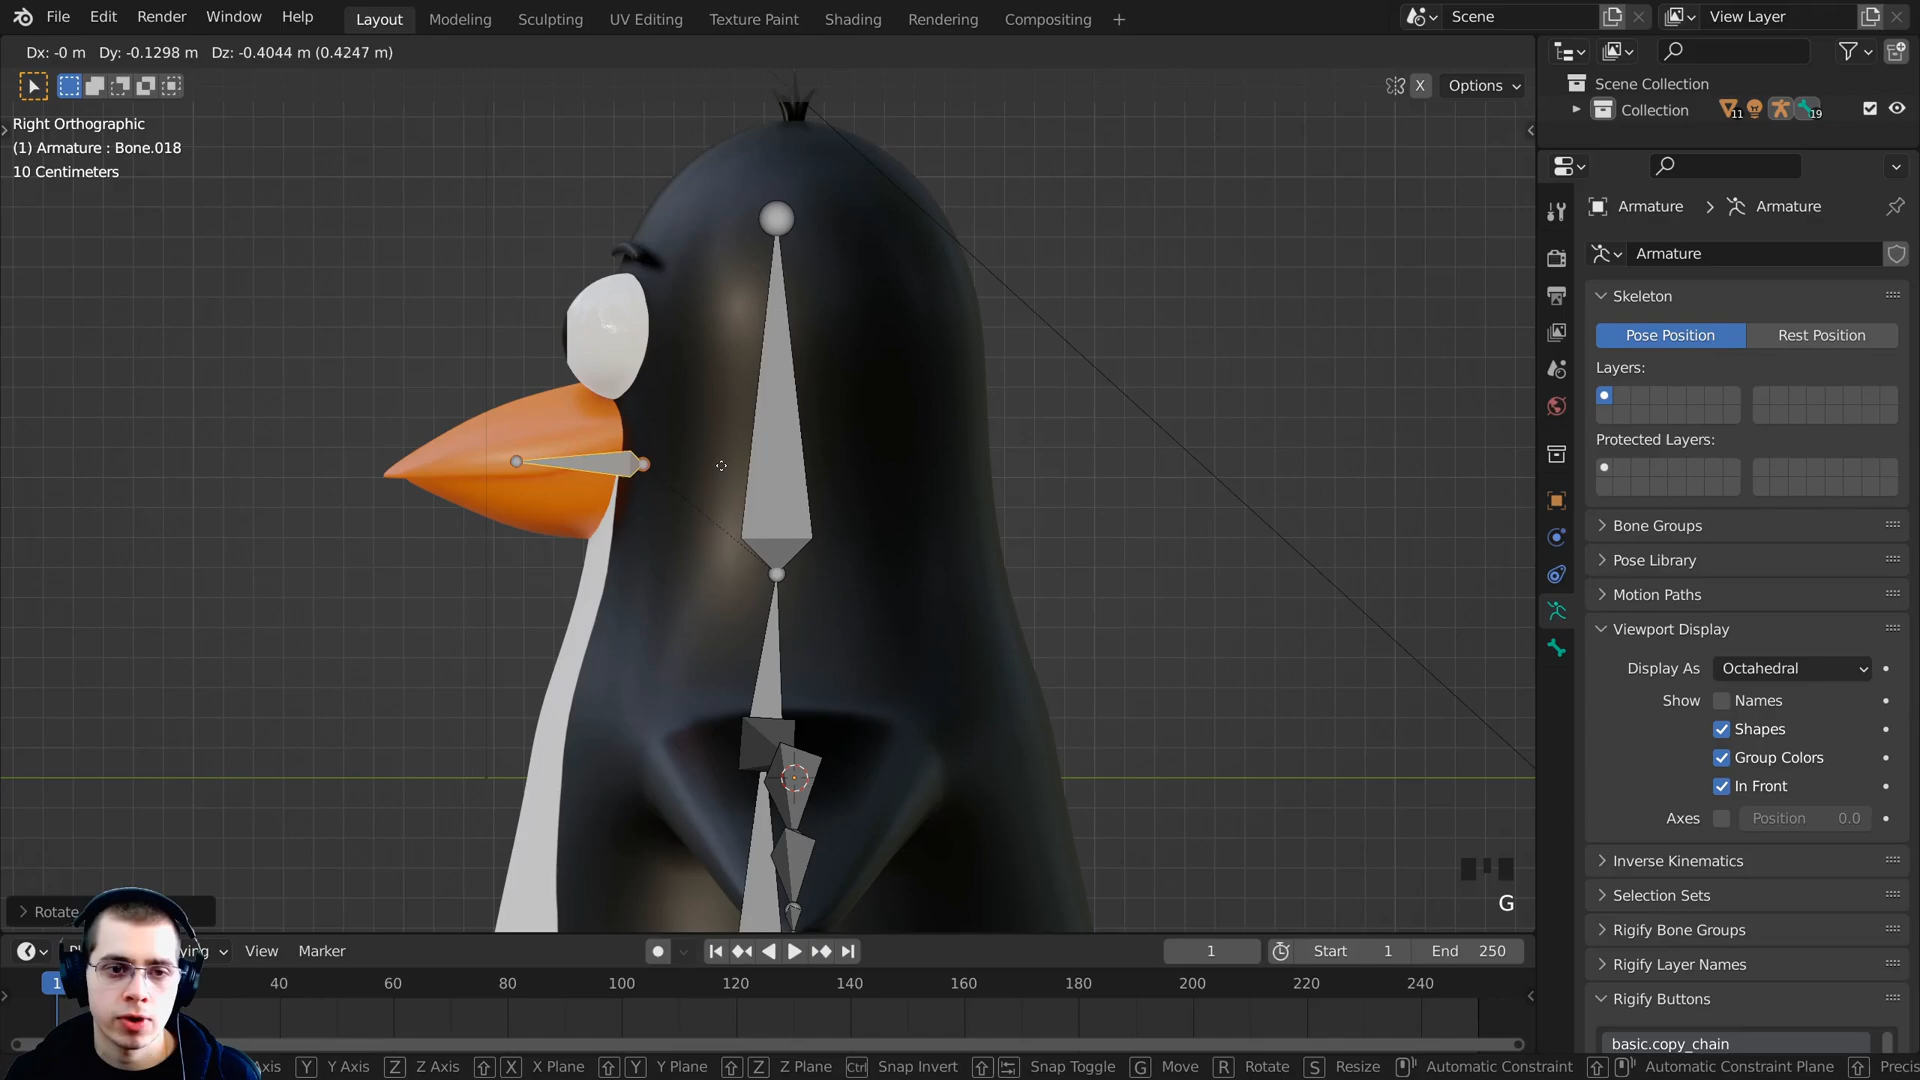 File Edit Render Window Help Layout Modeling Sculpting UV Editing Texture Paint Shading Rendering Compositing + Scene View Layer
Dx: -0 m Dy: -0.1298 m Dz: -0.4044 m (0.4247 m)
X Options
Right Orthographic
(1) Armature : Bone.018
10 Centimeters
Scene Collection
Collection 11 19
Armature Armature
Armature
Skeleton
Pose Position Rest Position
Layers:
Protected Layers:
Bone Groups
Pose Library
Motion Paths
Viewport Display
Display As Octahedral
Show Names
Shapes
Group Colors
In Front
Axes Position 0.0
Inverse Kinematics
Selection Sets
Rigify Bone Groups
Rigify Layer Names
Rigify Buttons
basic.copy_chain
G
Rotate
View Marker 1 Start 1 End 250
1 40 60 80 100 120 140 160 180 200 220 240
Y Y Axis Z Z Axis X X Plane Y Y Plane Z Z Plane Ctrl Snap Invert Snap Toggle G Move R Rotate S Resize Automatic Constraint Automatic Constraint Plane